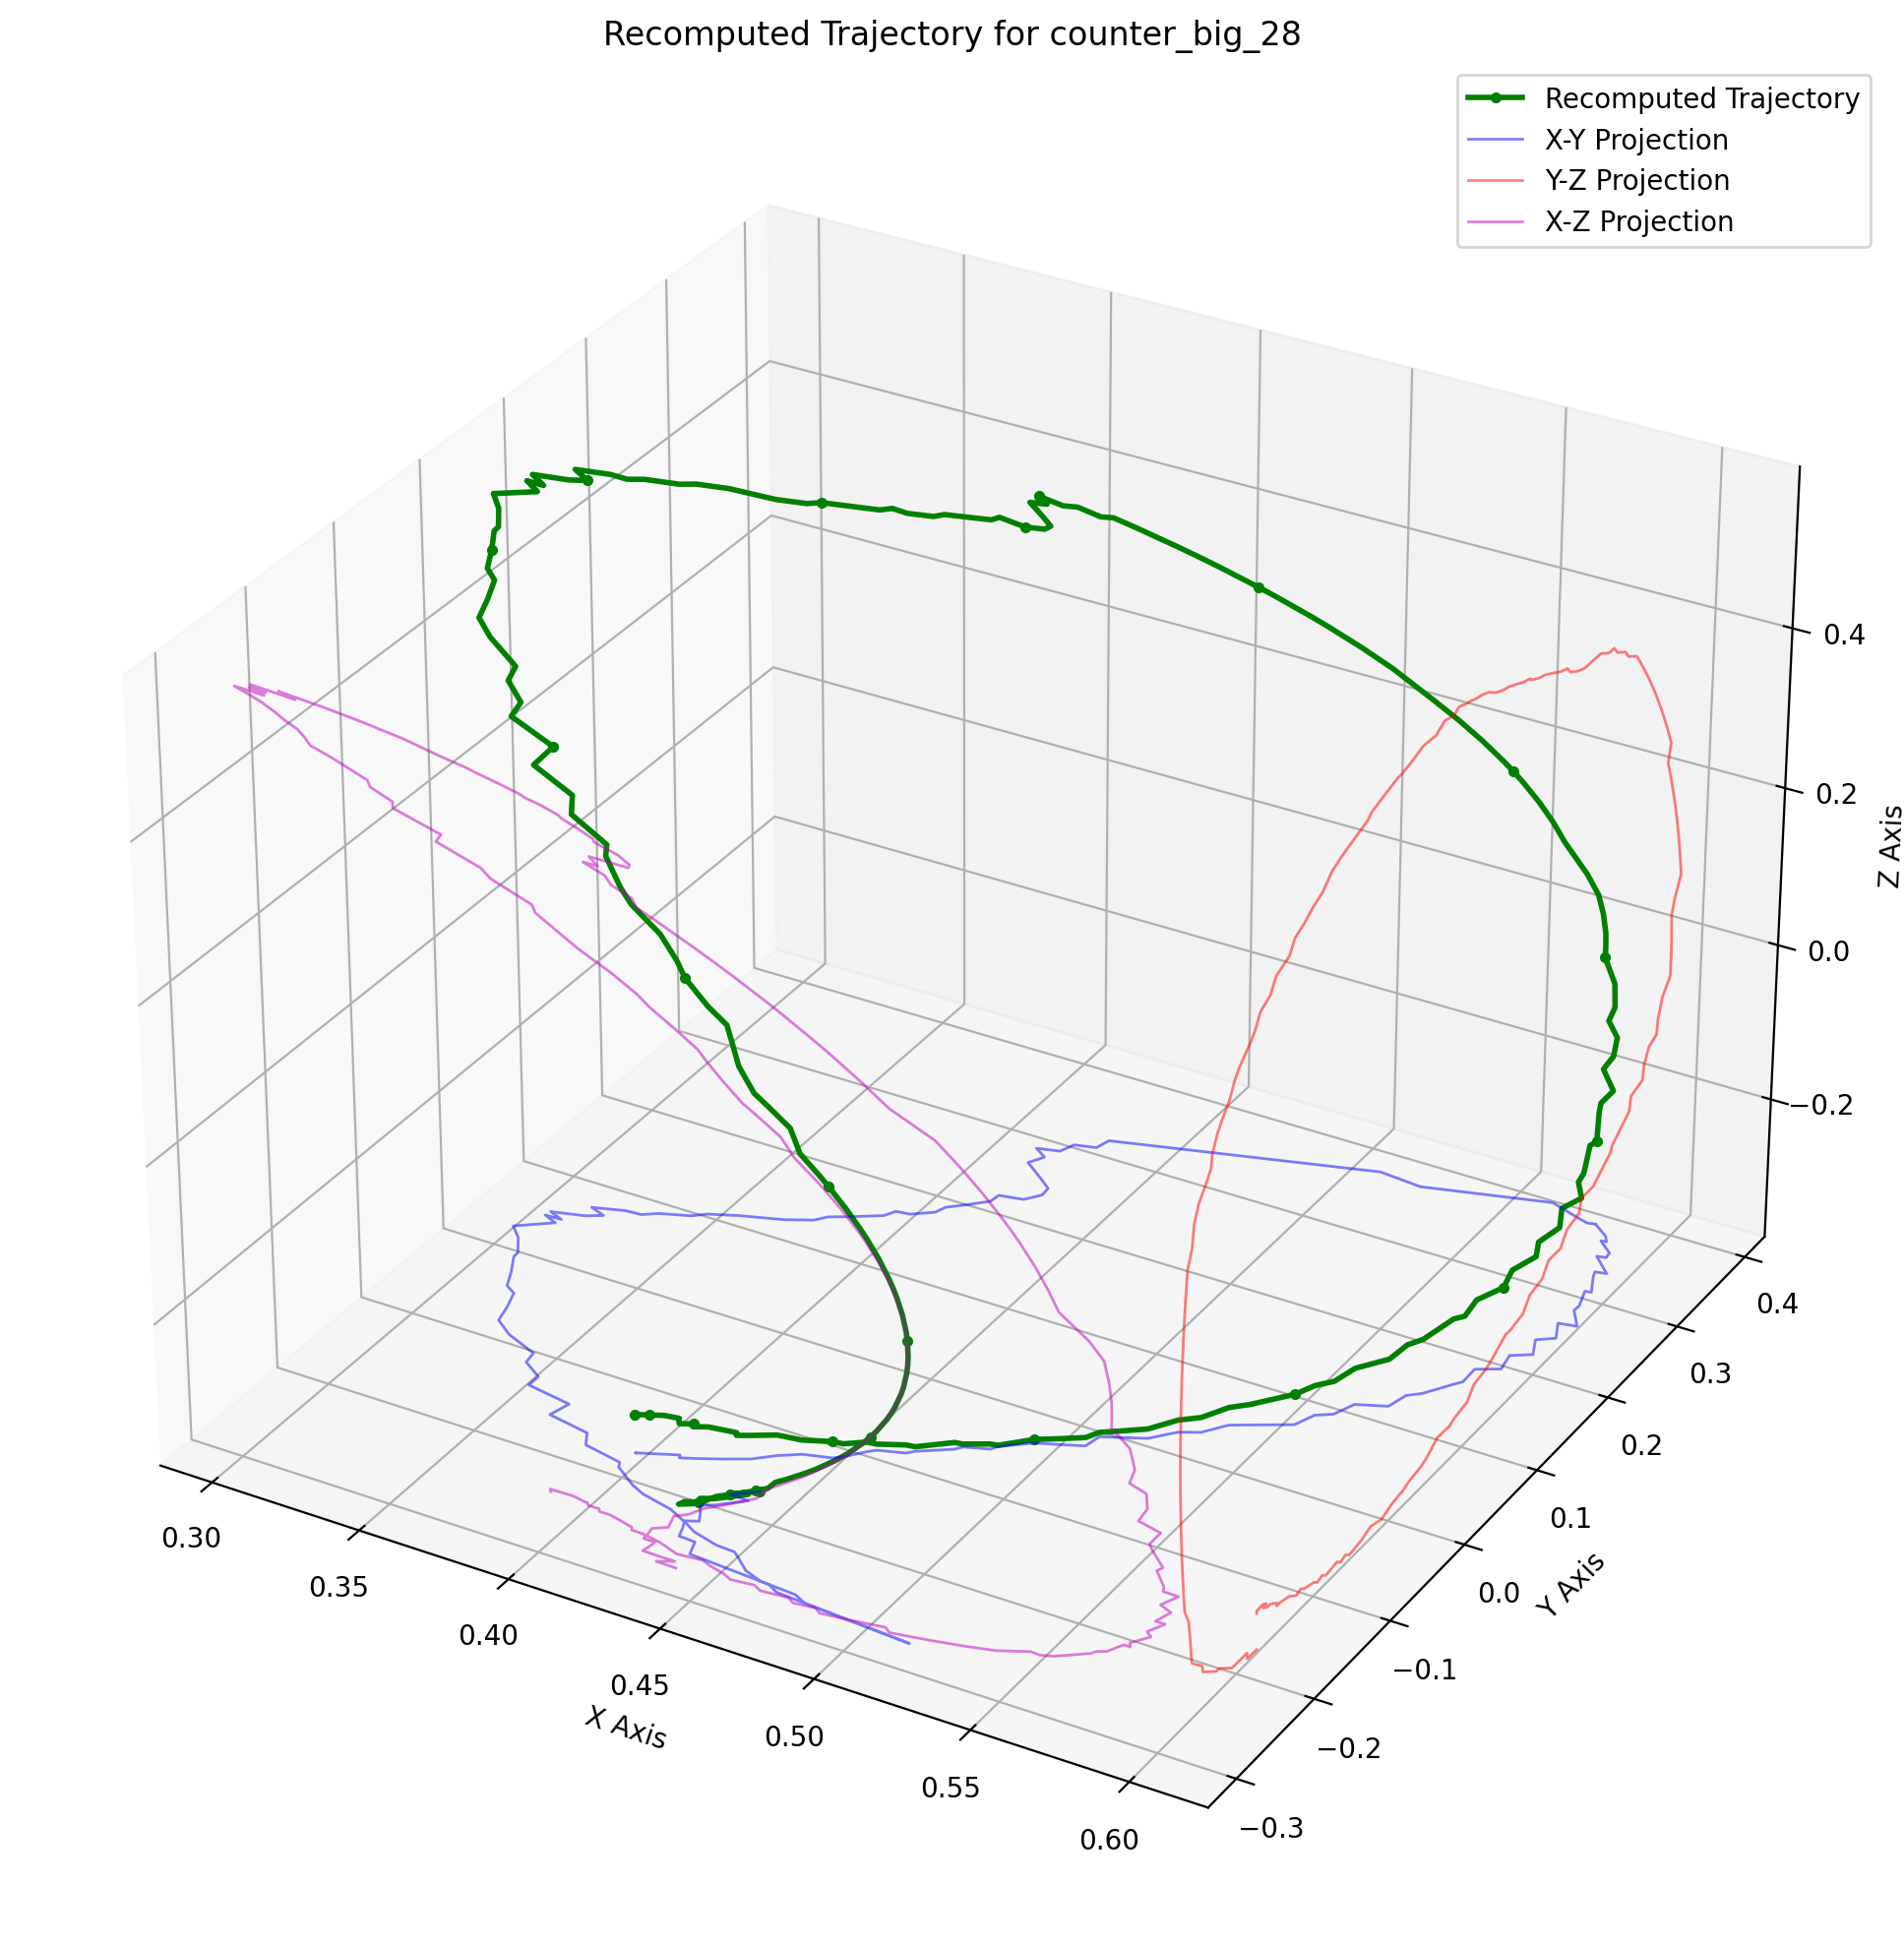 Recomputed Trajectory for counter_big_28
Recomputed Trajectory
X-Y Projection
Y-Z Projection
X-Z Projection
0.4
0.2
0.0
−0.2
Z Axis
0.4
0.3
0.2
0.1
0.0
−0.1
−0.2
−0.3
Y Axis
0.30
0.35
0.40
0.45
0.50
0.55
0.60
X Axis